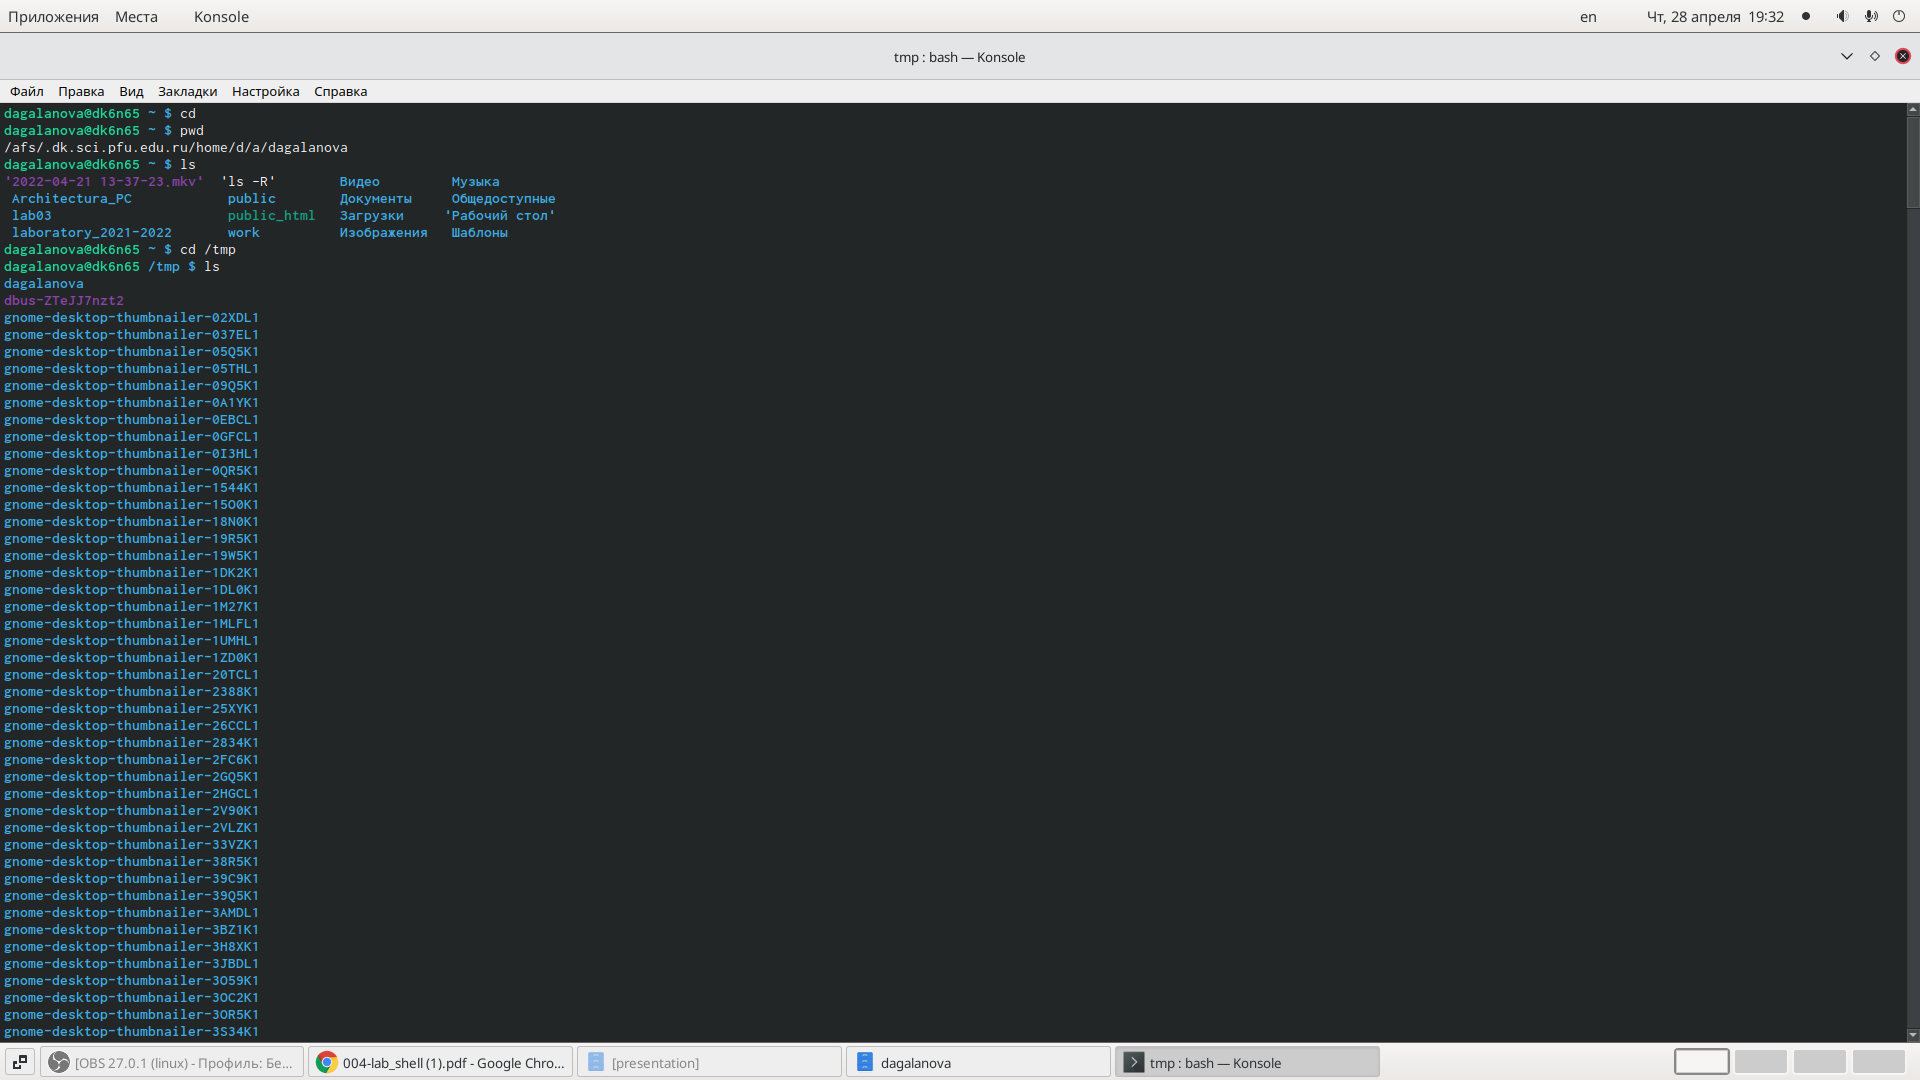 Приложения Места Konsole en Чт, 28 апреля 19:32
tmp : bash — Konsole
Файл Правка Вид Закладки Настройка Справка
dagalanova@dk6n65 ~ $ cd
dagalanova@dk6n65 ~ $ pwd
/afs/.dk.sci.pfu.edu.ru/home/d/a/dagalanova
dagalanova@dk6n65 ~ $ ls
'2022-04-21 13-37-23.mkv' 'ls -R' Видео Музыка
Architectura_PC public Документы Общедоступные
lab03 public_html Загрузки 'Рабочий стол'
laboratory_2021-2022 work Изображения Шаблоны
dagalanova@dk6n65 ~ $ cd /tmp
dagalanova@dk6n65 /tmp $ ls
dagalanova
dbus-ZTeJJ7nzt2
gnome-desktop-thumbnailer-02XDL1
gnome-desktop-thumbnailer-037EL1
gnome-desktop-thumbnailer-05Q5K1
gnome-desktop-thumbnailer-05THL1
gnome-desktop-thumbnailer-09Q5K1
gnome-desktop-thumbnailer-0A1YK1
gnome-desktop-thumbnailer-0EBCL1
gnome-desktop-thumbnailer-0GFCL1
gnome-desktop-thumbnailer-0I3HL1
gnome-desktop-thumbnailer-0QR5K1
gnome-desktop-thumbnailer-1544K1
gnome-desktop-thumbnailer-15O0K1
gnome-desktop-thumbnailer-18N0K1
gnome-desktop-thumbnailer-19R5K1
gnome-desktop-thumbnailer-19W5K1
gnome-desktop-thumbnailer-1DK2K1
gnome-desktop-thumbnailer-1DL0K1
gnome-desktop-thumbnailer-1M27K1
gnome-desktop-thumbnailer-1MLFL1
gnome-desktop-thumbnailer-1UMHL1
gnome-desktop-thumbnailer-1ZD0K1
gnome-desktop-thumbnailer-20TCL1
gnome-desktop-thumbnailer-2388K1
gnome-desktop-thumbnailer-25XYK1
gnome-desktop-thumbnailer-26CCL1
gnome-desktop-thumbnailer-2834K1
gnome-desktop-thumbnailer-2FC6K1
gnome-desktop-thumbnailer-2GQ5K1
gnome-desktop-thumbnailer-2HGCL1
gnome-desktop-thumbnailer-2V90K1
gnome-desktop-thumbnailer-2VLZK1
gnome-desktop-thumbnailer-33VZK1
gnome-desktop-thumbnailer-38R5K1
gnome-desktop-thumbnailer-39C9K1
gnome-desktop-thumbnailer-39Q5K1
gnome-desktop-thumbnailer-3AMDL1
gnome-desktop-thumbnailer-3BZ1K1
gnome-desktop-thumbnailer-3H8XK1
gnome-desktop-thumbnailer-3JBDL1
gnome-desktop-thumbnailer-3O59K1
gnome-desktop-thumbnailer-3OC2K1
gnome-desktop-thumbnailer-3OR5K1
gnome-desktop-thumbnailer-3S34K1
[OBS 27.0.1 (linux) - Профиль: Бе... 004-lab_shell (1).pdf - Google Chro... [presentation] dagalanova tmp : bash — Konsole